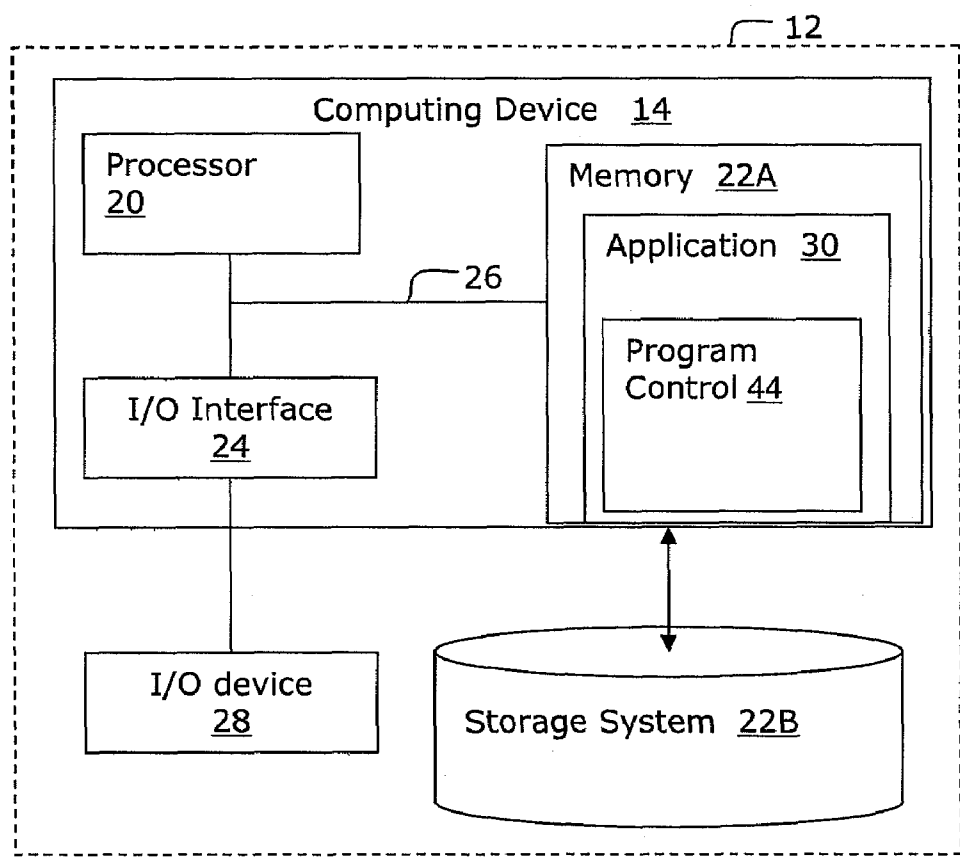 12
Computing Device 14
Processor
20
Memory 22A
Application 30
26
Program
Control 44
I/O Interface
24
I/O device
28
Storage System 22B